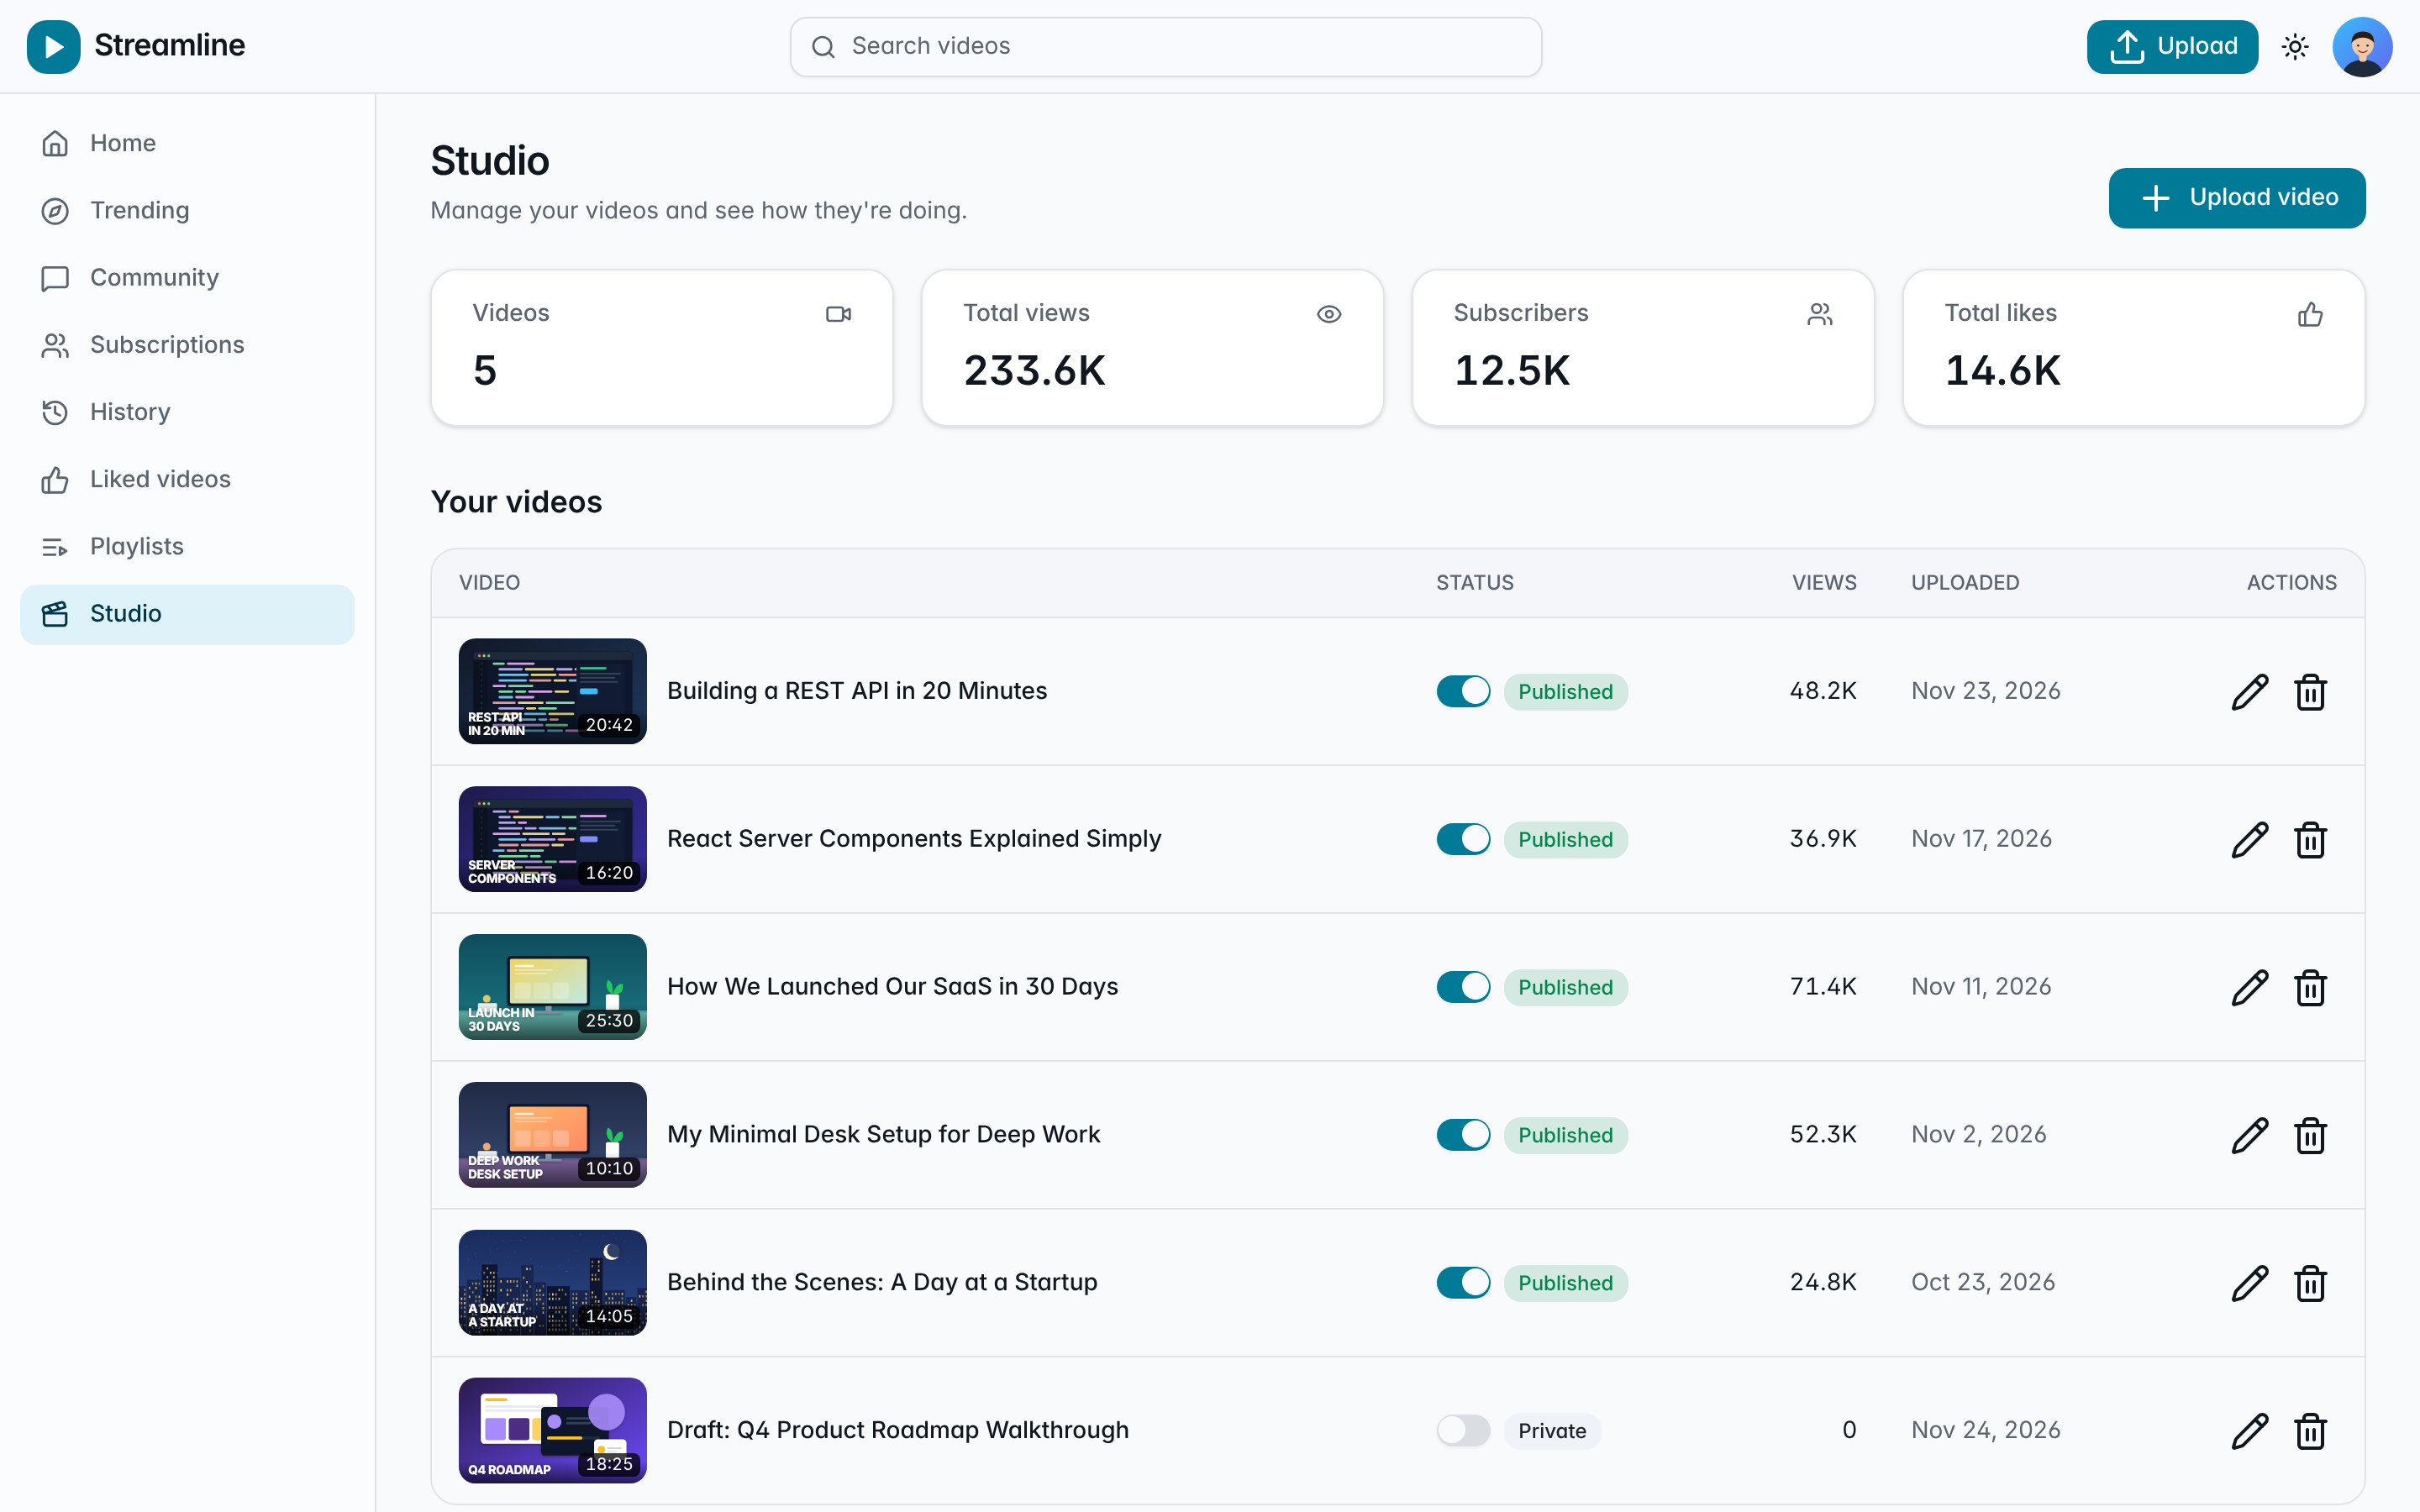 Streamline
Search videos
Upload
Home
Trending
Community
Subscriptions
History
Liked videos
Playlists
Studio
Studio
Manage your videos and see how they're doing.
Upload video
Videos
5
Total views
233.6K
Subscribers
12.5K
Total likes
14.6K
Your videos
VIDEO STATUS VIEWS UPLOADED ACTIONS
REST API
IN 20 MIN
20:42
Building a REST API in 20 Minutes Published 48.2K Nov 23, 2026
SERVER
COMPONENTS
16:20
React Server Components Explained Simply Published 36.9K Nov 17, 2026
LAUNCH IN
30 DAYS
25:30
How We Launched Our SaaS in 30 Days Published 71.4K Nov 11, 2026
DEEP WORK
DESK SETUP
10:10
My Minimal Desk Setup for Deep Work Published 52.3K Nov 2, 2026
A DAY AT
A STARTUP
14:05
Behind the Scenes: A Day at a Startup Published 24.8K Oct 23, 2026
Q4 ROADMAP
18:25
Draft: Q4 Product Roadmap Walkthrough Private 0 Nov 24, 2026